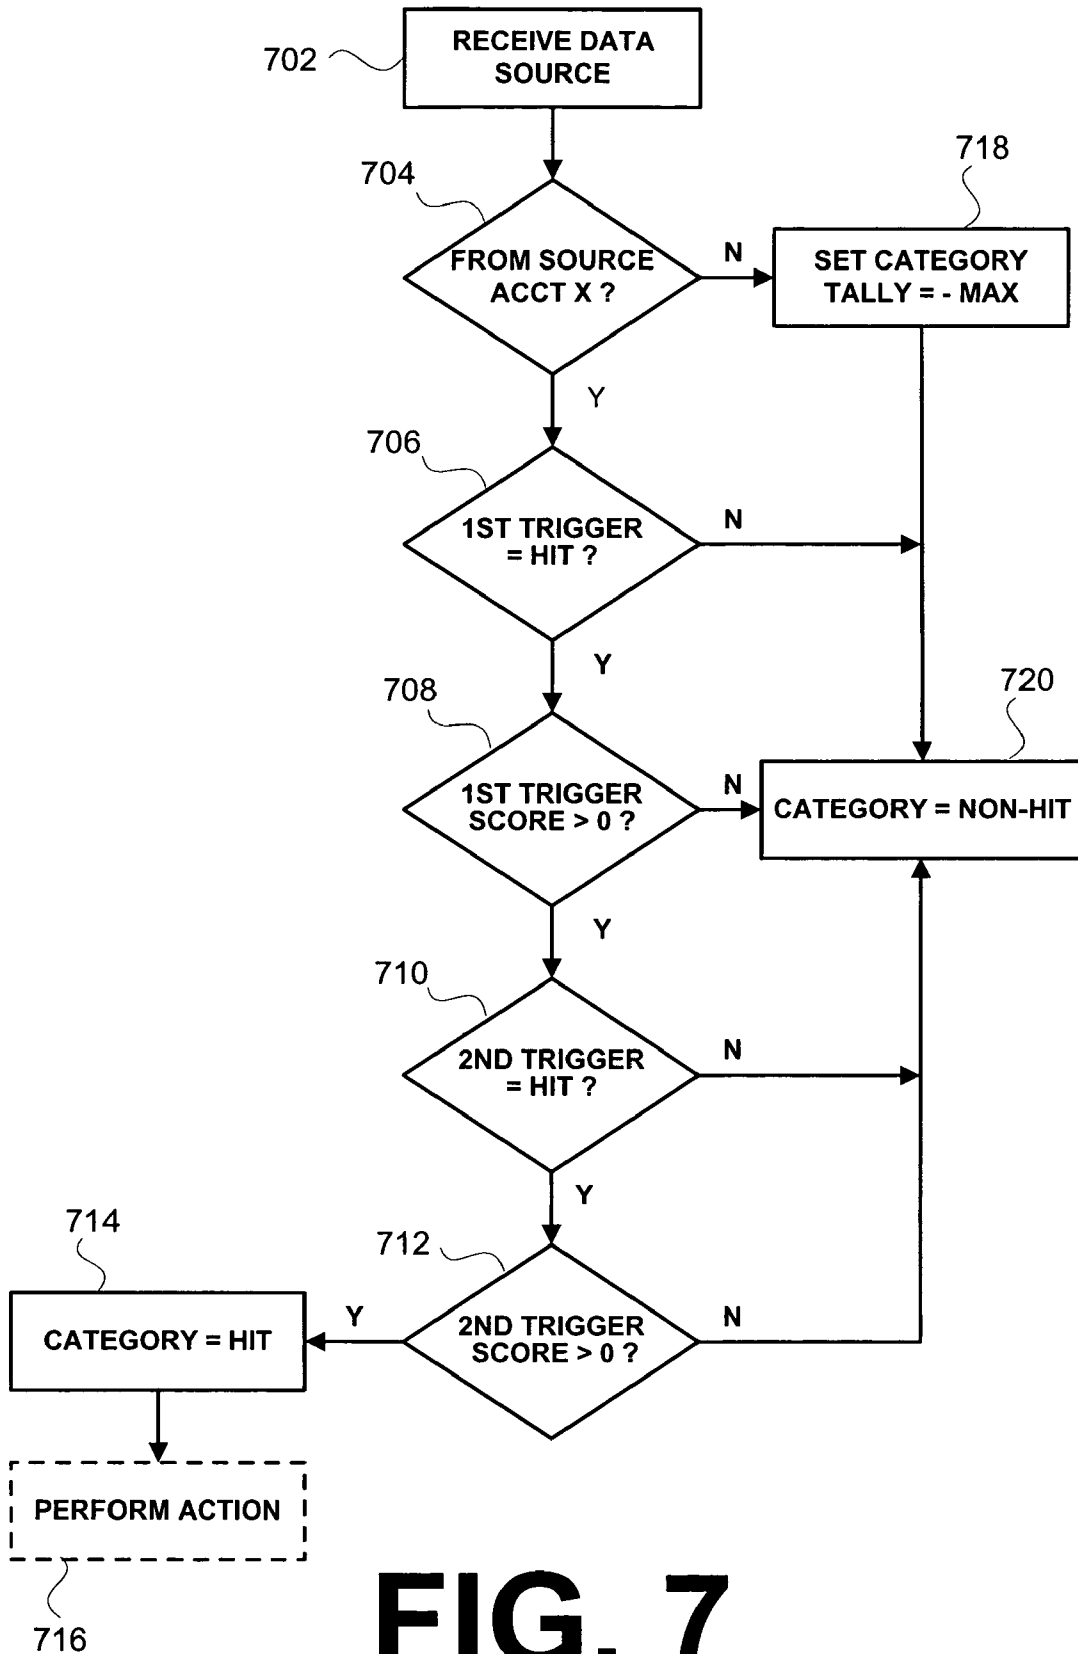 702
RECEIVE DATA
SOURCE
704
718
FROM SOURCE
ACCT X ?
N
SET CATEGORY
TALLY = - MAX
Y
706
1ST TRIGGER
= HIT ?
N
Y
708
720
1ST TRIGGER
SCORE > 0 ?
N
CATEGORY = NON-HIT
Y
710
2ND TRIGGER
= HIT ?
N
Y
714
712
CATEGORY = HIT
Y
2ND TRIGGER
SCORE > 0 ?
N
PERFORM ACTION
716
FIG. 7